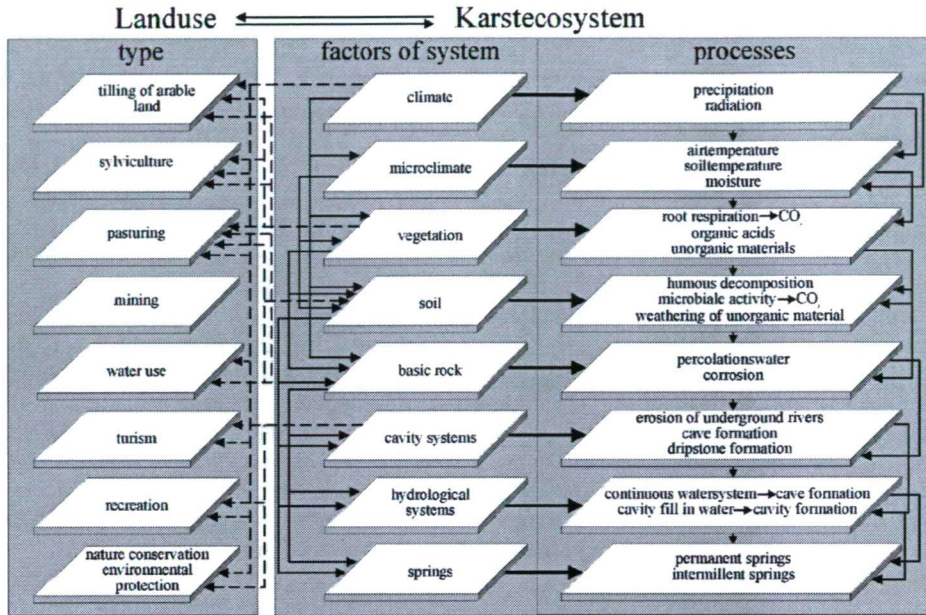 Landuse
Karstecosystem
type
factors of system
processes
tilling of arable
land
sylviculture
pasturing
mining
water use
turism
recreation
nature conservation
environmental
protection
climate
microclimate
vegetation
soil
basic rock
cavity systems
hydrological
systems
springs
precipitation
radiation
airtemperature
soiltemperature
moisture
root respiration→CO,
organic acids
unorganic materials
humous decomposition
microbiale activity→CO,
weathering of unorganic material
percolationswater
corrosion
erosion of underground rivers
cave formation
dripstone formation
continuous watersystem→cave formation
cavity fill in water→cavity formation
permanent springs
intermillent springs